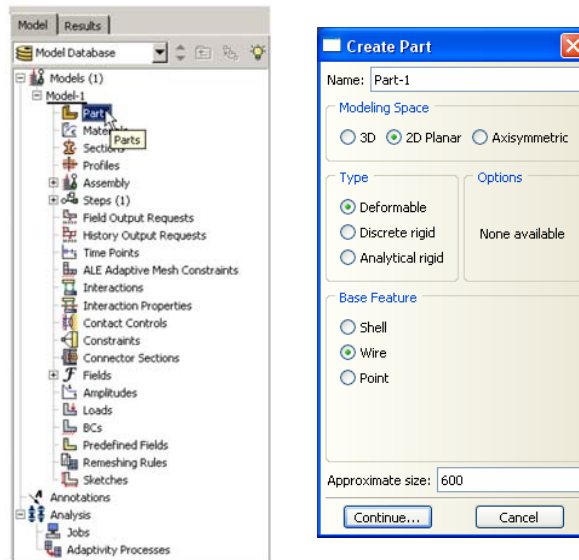 Model
Results
Model Database
Models (1)
Model-1
Parts
Parts
Sections
Profiles
Assembly
Steps (1)
Field Output Requests
History Output Requests
Time Points
ALE Adaptive Mesh Constraints
Interactions
Interaction Properties
Contact Controls
Constraints
Connector Sections
Fields
Amplitudes
Loads
BCs
Predefined Fields
Remeshing Rules
Sketches
Annotations
Analysis
Jobs
Adaptivity Processes
Create Part
Name: Part-1
Modeling Space
3D 2D Planar Axisymmetric
Type
Deformable
Discrete rigid
Analytical rigid
Options
None available
Base Feature
Shell
Wire
Point
Approximate size: 600
Continue... Cancel